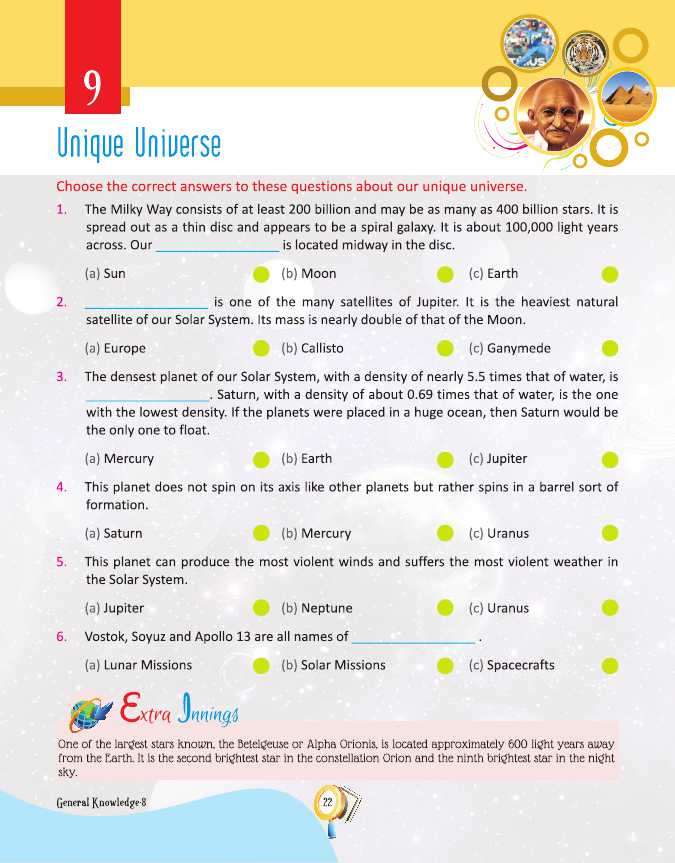 9
Unique Universe
Choose the correct answers to these questions about our unique universe.
1. The Milky Way consists of at least 200 billion and may be as many as 400 billion stars. It is
spread out as a thin disc and appears to be a spiral galaxy. It is about 100,000 light years
across. Our _________________ is located midway in the disc.
(a) Sun (b) Moon (c) Earth
2. _________________ is one of the many satellites of Jupiter. It is the heaviest natural
satellite of our Solar System. Its mass is nearly double of that of the Moon.
(a) Europe (b) Callisto (c) Ganymede
3. The densest planet of our Solar System, with a density of nearly 5.5 times that of water, is
_________________. Saturn, with a density of about 0.69 times that of water, is the one
with the lowest density. If the planets were placed in a huge ocean, then Saturn would be
the only one to float.
(a) Mercury (b) Earth (c) Jupiter
4. This planet does not spin on its axis like other planets but rather spins in a barrel sort of
formation.
(a) Saturn (b) Mercury (c) Uranus
5. This planet can produce the most violent winds and suffers the most violent weather in
the Solar System.
(a) Jupiter (b) Neptune (c) Uranus
6. Vostok, Soyuz and Apollo 13 are all names of _________________ .
(a) Lunar Missions (b) Solar Missions (c) Spacecrafts
Extra Innings
One of the largest stars known, the Betelgeuse or Alpha Orionis, is located approximately 600 light years away
from the Earth. It is the second brightest star in the constellation Orion and the ninth brightest star in the night
sky.
General Knowledge-8
22